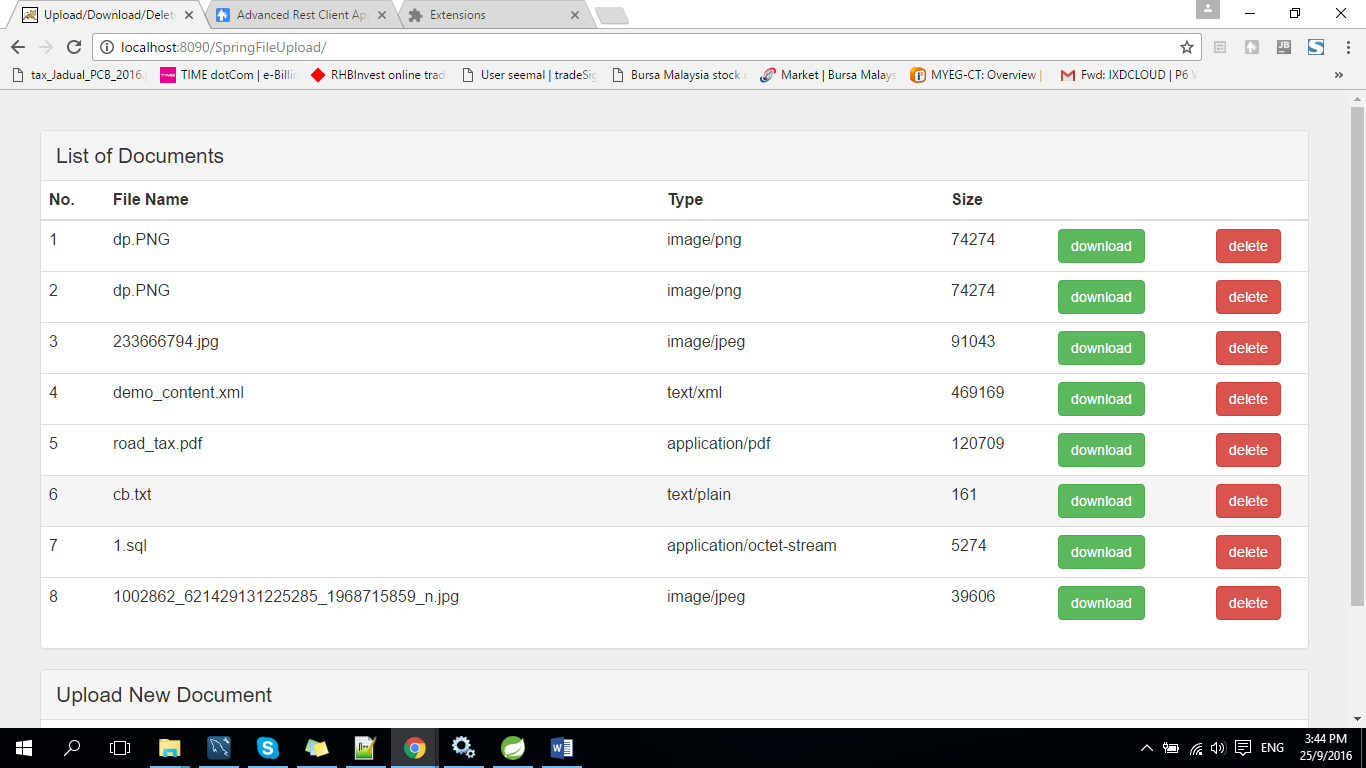 Upload/Download/Delet
Advanced Rest Client Ap
Extensions
localhost:8090/SpringFileUpload/
tax_Jadual_PCB_2016.
TIME TIME dotCom | e-Billin
RHBInvest online trad
User seemal | tradeSig
Bursa Malaysia stock
Market | Bursa Malays
MYEG-CT: Overview |
Fwd: IXDCLOUD | P6 V
List of Documents
No. File Name Type Size
1 dp.PNG image/png 74274 download delete
2 dp.PNG image/png 74274 download delete
3 233666794.jpg image/jpeg 91043 download delete
4 demo_content.xml text/xml 469169 download delete
5 road_tax.pdf application/pdf 120709 download delete
6 cb.txt text/plain 161 download delete
7 1.sql application/octet-stream 5274 download delete
8 1002862_621429131225285_1968715859_n.jpg image/jpeg 39606 download delete
Upload New Document
ENG
3:44 PM
25/9/2016